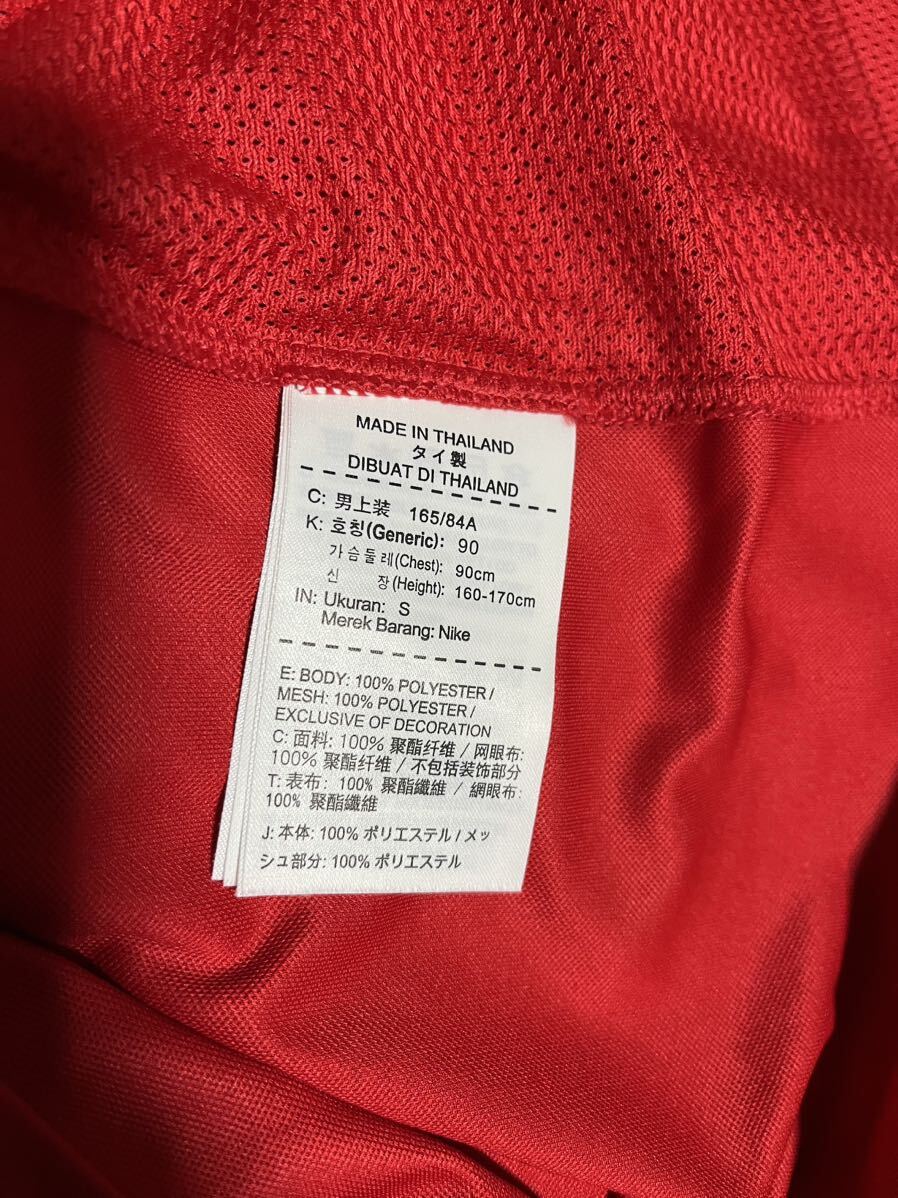 MADE IN THAILAND
タイ製
DIBUAT DI THAILAND
C: 男上装 165/84A
K: 호칭(Generic): 90
가슴둘레(Chest): 90cm
신 장(Height): 160-170cm
IN: Ukuran: S
Merek Barang: Nike
E: BODY: 100% POLYESTER /
MESH: 100% POLYESTER /
EXCLUSIVE OF DECORATION
C: 面料: 100% 聚酯纤维 / 网眼布:
100% 聚酯纤维 / 不包括装饰部分
T: 表布: 100% 聚酯纖維 / 網眼布:
100% 聚酯纖維
J: 本体: 100% ポリエステル / メッ
シュ部分: 100% ポリエステル